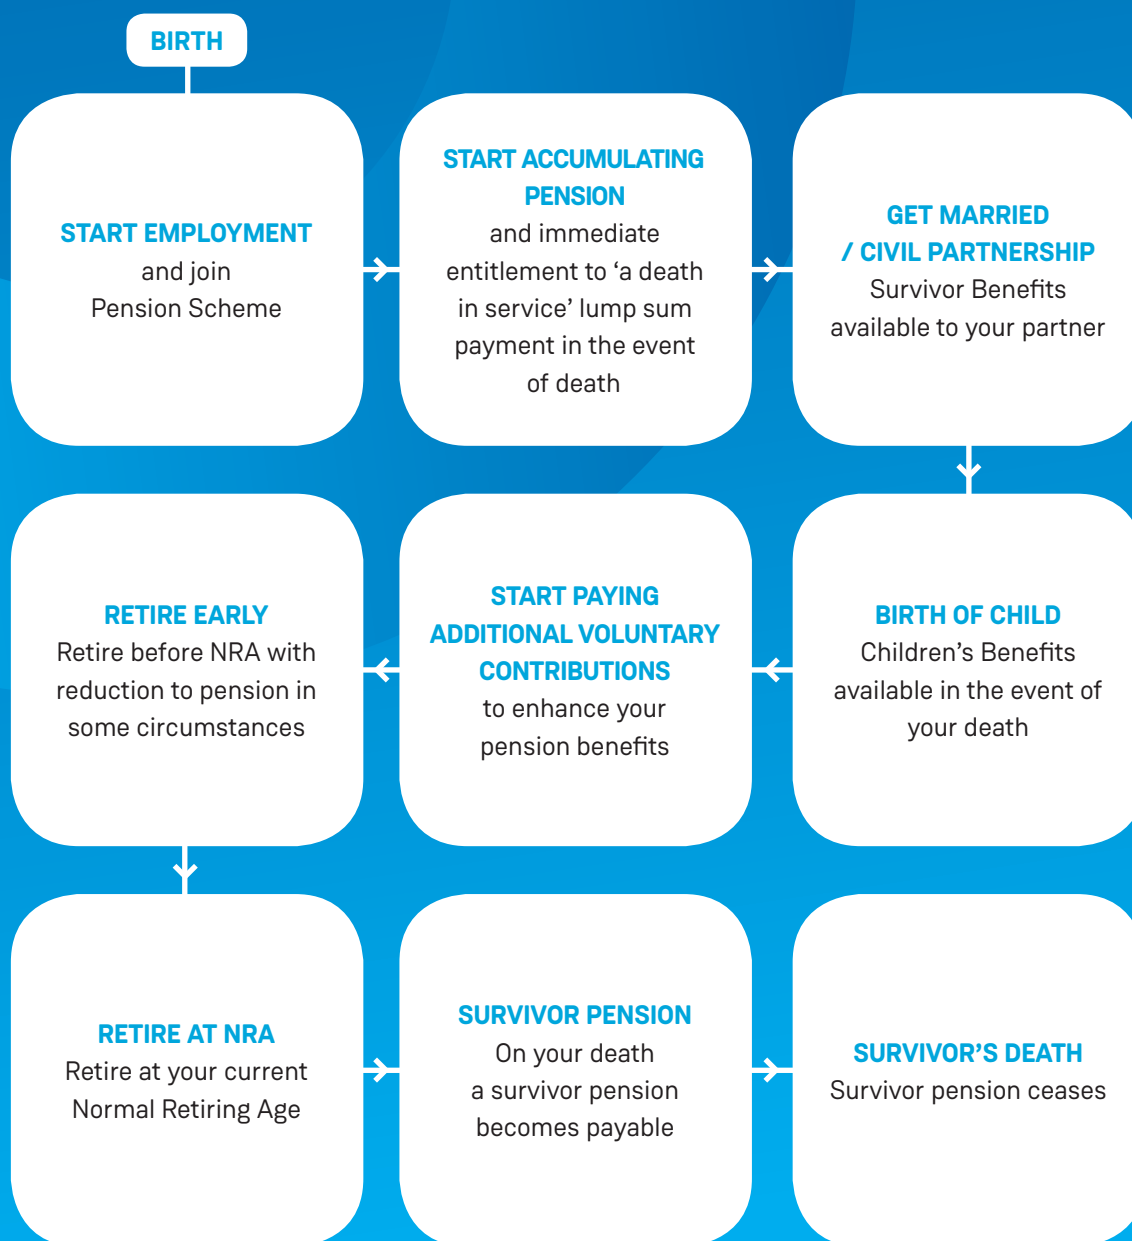 BIRTH
START EMPLOYMENT
and join
Pension Scheme
START ACCUMULATING
PENSION
and immediate
entitlement to ‘a death
in service’ lump sum
payment in the event
of death
GET MARRIED
/ CIVIL PARTNERSHIP
Survivor Benefits
available to your partner
BIRTH OF CHILD
Children’s Benefits
available in the event of
your death
START PAYING
ADDITIONAL VOLUNTARY
CONTRIBUTIONS
to enhance your
pension benefits
RETIRE EARLY
Retire before NRA with
reduction to pension in
some circumstances
RETIRE AT NRA
Retire at your current
Normal Retiring Age
SURVIVOR PENSION
On your death
a survivor pension
becomes payable
SURVIVOR’S DEATH
Survivor pension ceases